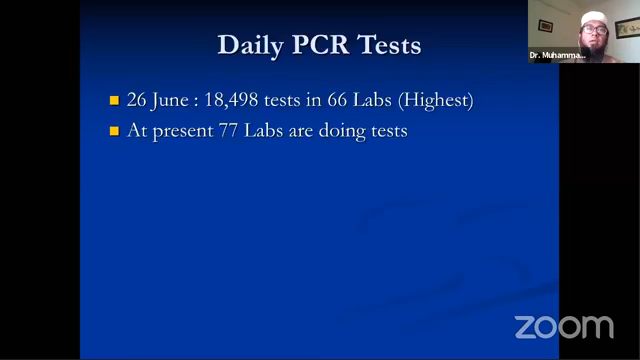 Daily PCR Tests
Dr. Muhamma...
26 June : 18,498 tests in 66 Labs (Highest)
At present 77 Labs are doing tests
zoom